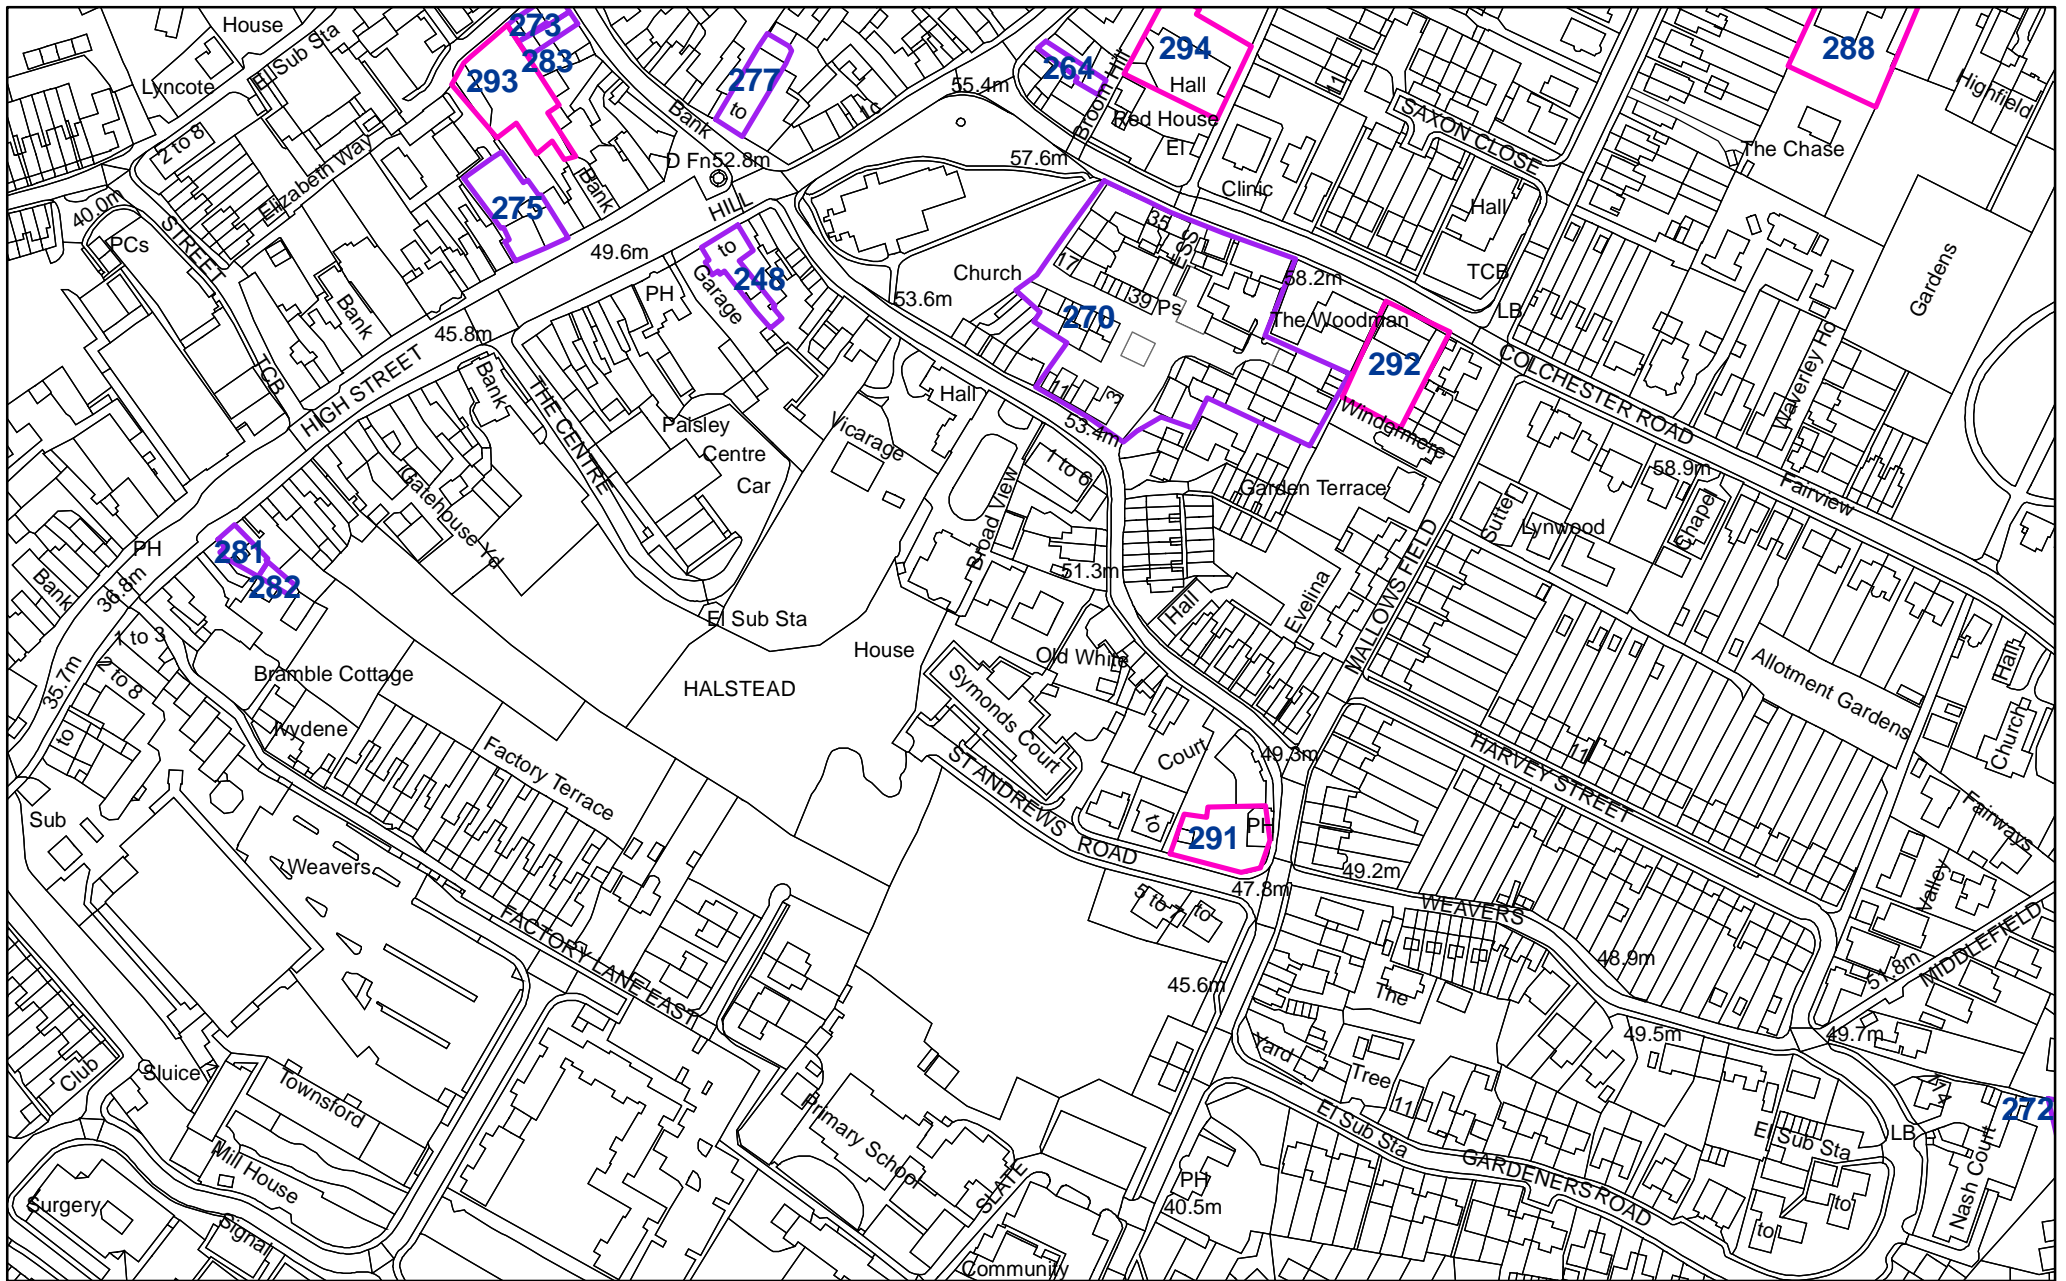 House
273
El Sub Sta
283
294
288
Lyncote
293
277
264
Hall
Highfield
to
55.4m
11
Broom Hill
1c
Bank
Red House
SAXON CLOSE
2 to 8
El
The Chase
D Fn
52.8m
57.6m
Elizabeth Way
Bank
Clinic
40.0m
275
HILL
35
Hall
PCs
STREET
to
ESS
49.6m
17
Church
TCB
Gardens
248
58.2m
PH
Garage
53.6m
39
Ps
LB
Bank
270
The Woodman
45.8m
COLCHESTER ROAD
292
Waverley Ho
TCB
HIGH STREET
Bank
THE CENTRE
Hall
11
3
Paisley
Vicarage
53.4m
Windermere
Centre
1 to 6
58.9m
Car
Garden Terrace
Fairview
Gatehouse Yd
Broad View
Sutter
Lynwood
Chapel
PH
281
51.3m
MALLOWS FIELD
282
Bank
36.8m
Evelina
Hall
El Sub Sta
1 to 3
House
Old White
2 to 8
Bramble Cottage
HALSTEAD
Symonds Court
Allotment Gardens
Hall
35.7m
to
Ivydene
Court
49.3m
HARVEY STREET
11
Church
Factory Terrace
ST ANDREWS ROAD
Sub
to
291
PH
Fairways
Weavers
49.2m
47.8m
Valley
5 to 7
to
WEAVERS
FACTORY LANE EAST
48.9m
51.8m
MIDDLEFIELD
45.6m
The
Yard
49.5m
49.7m
Club
Sluice
Townsford
Tree
11
27
272
Primary School
El Sub Sta
El Sub Sta
LB
Nash Court
Mill House
SLATE
PH
GARDENERS ROAD
Surgery
40.5m
to
to
Signal
Community